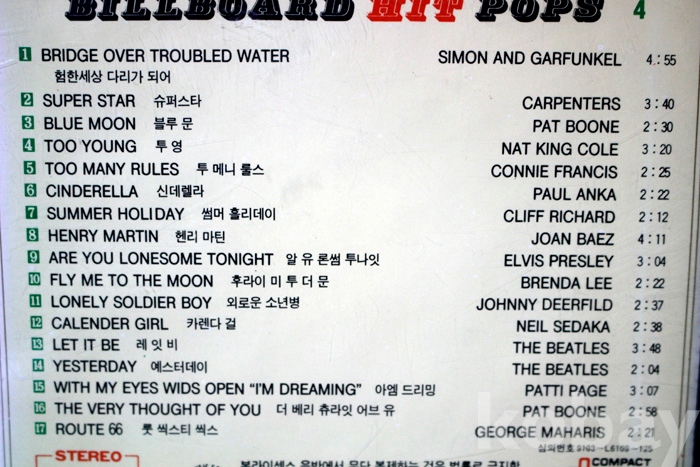 BILLBOARD HIT POPS 4
1 BRIDGE OVER TROUBLED WATER SIMON AND GARFUNKEL 4:55
험한세상 다리가 되어
2 SUPER STAR 슈퍼스타 CARPENTERS 3:40
3 BLUE MOON 블루 문 PAT BOONE 2:30
4 TOO YOUNG 투 영 NAT KING COLE 3:20
5 TOO MANY RULES 투 메니 룰스 CONNIE FRANCIS 2:25
6 CINDERELLA 신데렐라 PAUL ANKA 2:22
7 SUMMER HOLIDAY 썸머 홀리데이 CLIFF RICHARD 2:12
8 HENRY MARTIN 헨리 마틴 JOAN BAEZ 4:11
9 ARE YOU LONESOME TONIGHT 알 유 론썸 투나잇 ELVIS PRESLEY 3:04
10 FLY ME TO THE MOON 후라이 미 투 더 문 BRENDA LEE 2:22
11 LONELY SOLDIER BOY 외로운 소년병 JOHNNY DEERFILD 2:37
12 CALENDER GIRL 카렌다 걸 NEIL SEDAKA 2:38
13 LET IT BE 레 잇 비 THE BEATLES 3:48
14 YESTERDAY 예스터데이 THE BEATLES 2:04
15 WITH MY EYES WIDS OPEN “I'M DREAMING” 아엠 드리밍 PATTI PAGE 3:07
16 THE VERY THOUGHT OF YOU 더 베리 츄라잇 어브 유 PAT BOONE 2:58
17 ROUTE 66 룻 씩스티 씩스 GEORGE MAHARIS 2:21
STEREO
COMPACT